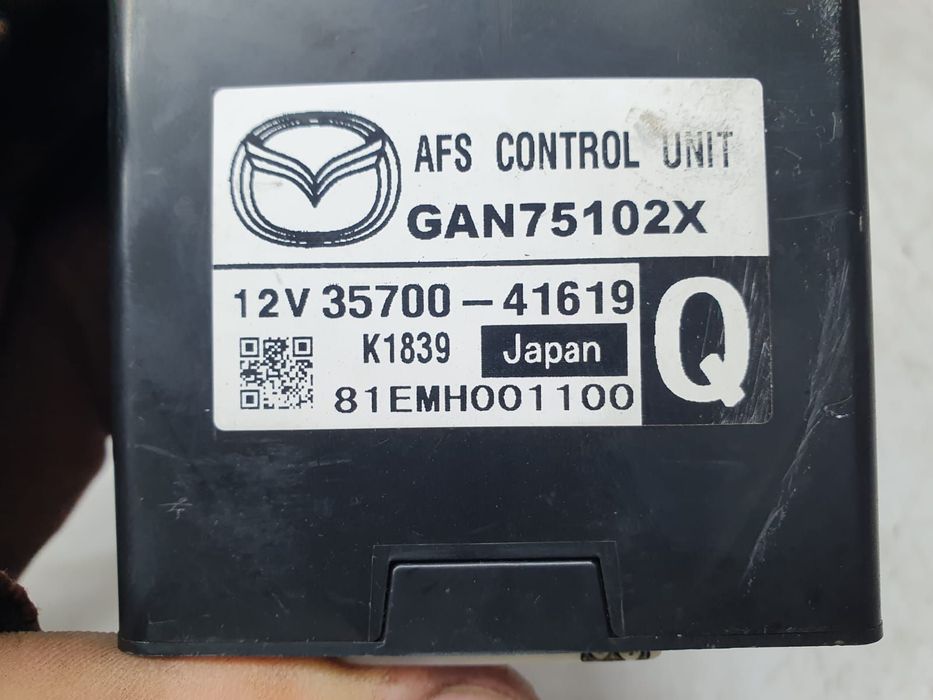 AFS CONTROL UNIT
GAN75102X
12V 35700-41619
K1839 Japan
81EMH001100
Q